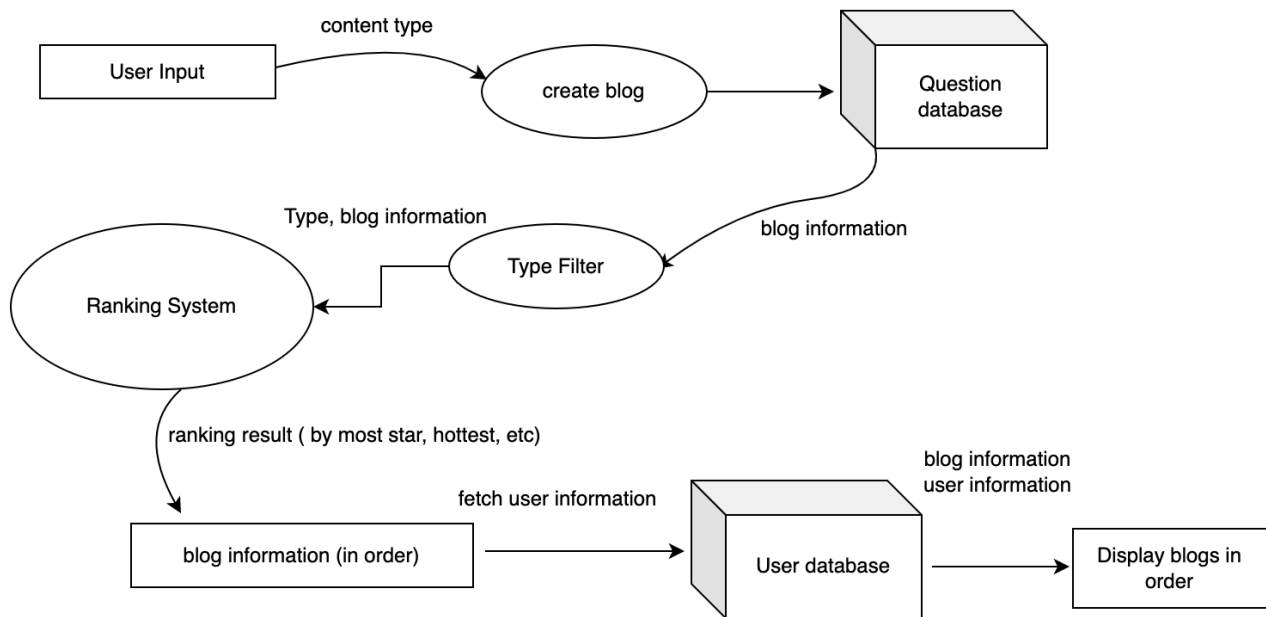 content type
User Input
create blog
Question
database
Type, blog information
blog information
Type Filter
Ranking System
ranking result ( by most star, hottest, etc)
blog information
user information
fetch user information
blog information (in order)
User database
Display blogs in
order